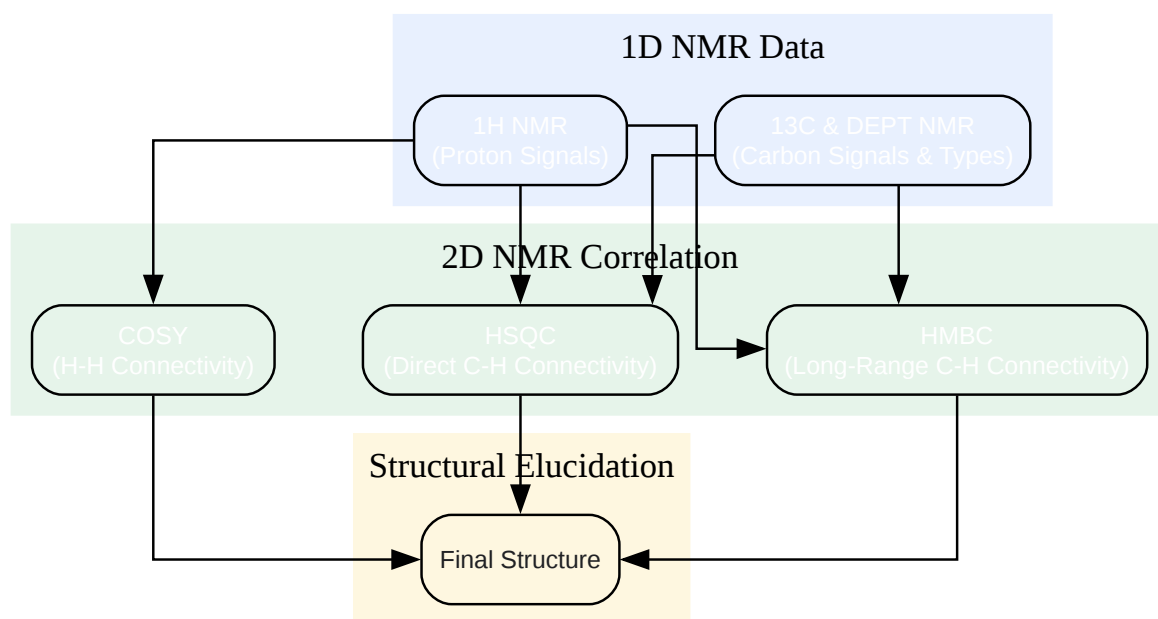 1D NMR Data
1H NMR
(Proton Signals)
13C & DEPT NMR
(Carbon Signals & Types)
2D NMR Correlation
COSY
(H-H Connectivity)
HSQC
(Direct C-H Connectivity)
HMBC
(Long-Range C-H Connectivity)
Structural Elucidation
Final Structure